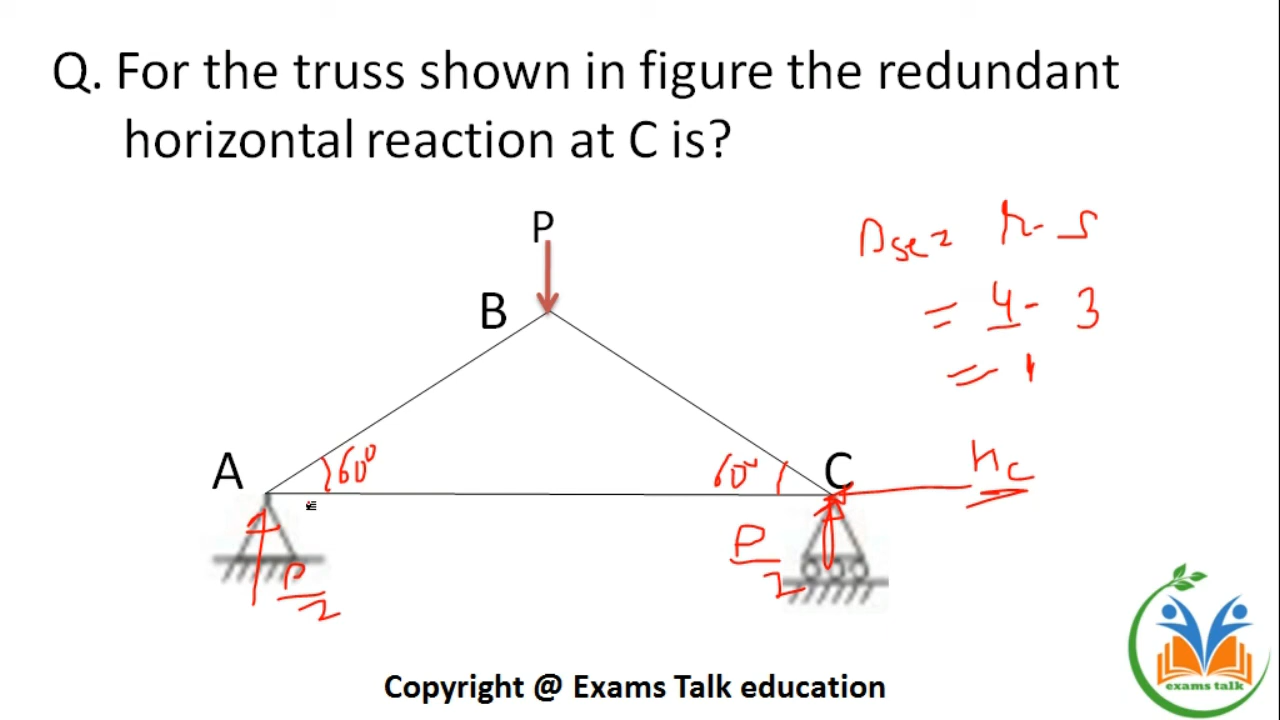 Q. For the truss shown in figure the redundant
horizontal reaction at C is?
P
B
A
C
60°
60°
Dse = r - s
= 4 - 3
= 1
Hc
P/2
P/2
Copyright @ Exams Talk education
exams talk